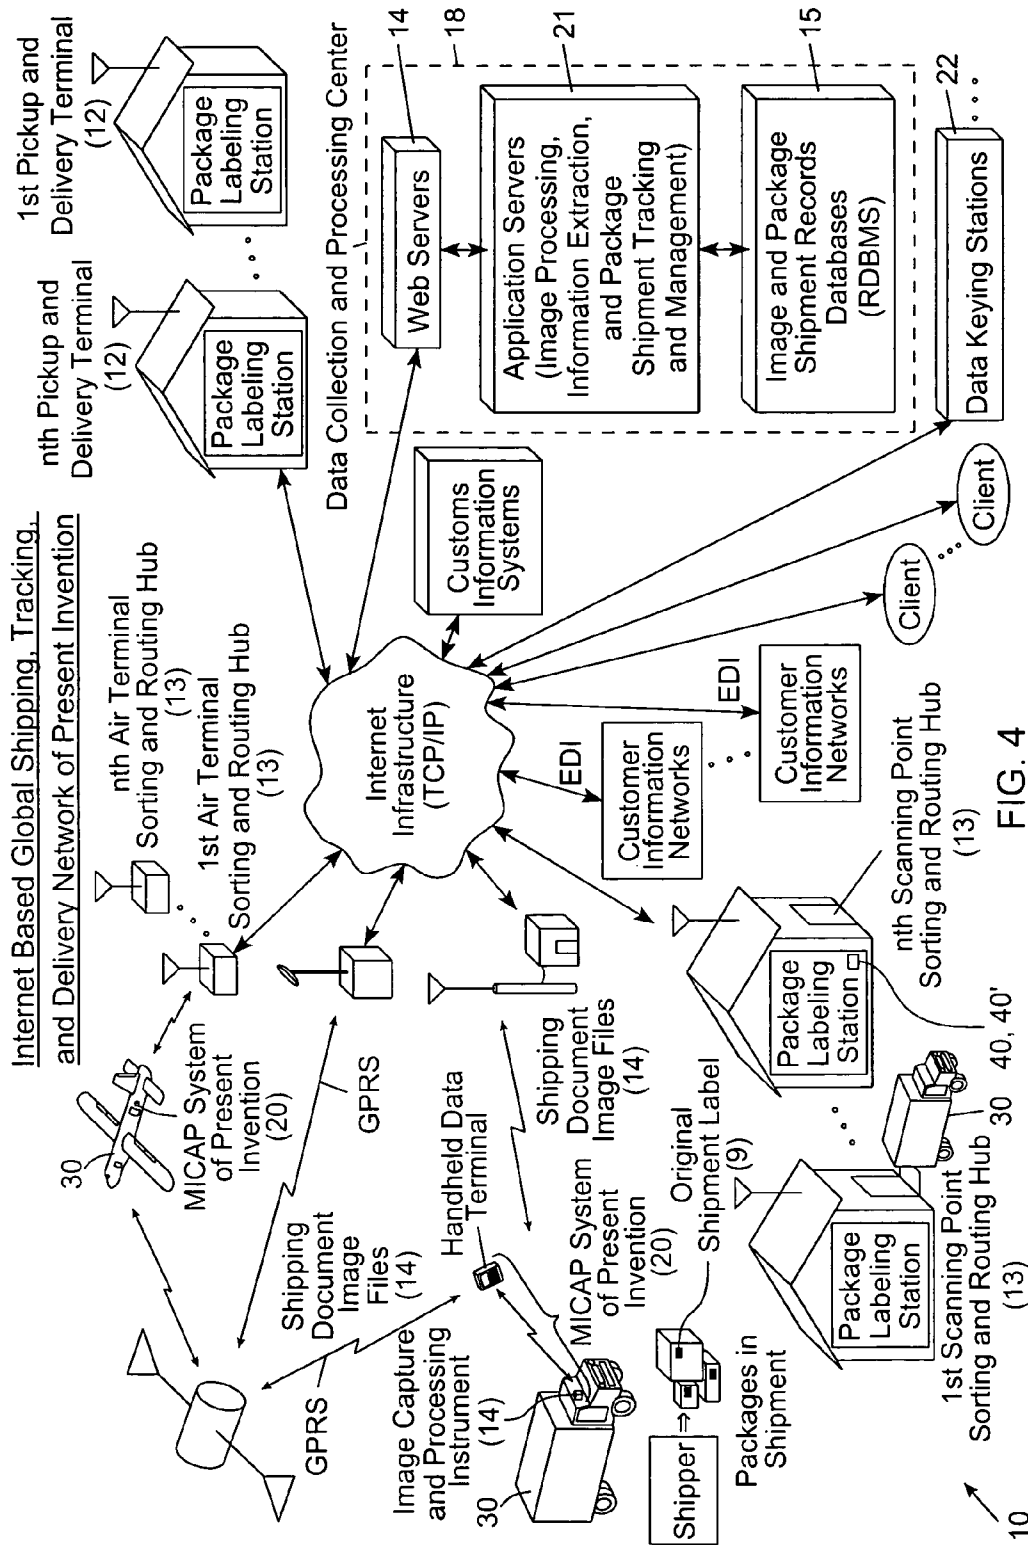 Internet Based Global Shipping, Tracking,
and Delivery Network of Present Invention
1st Pickup and
Delivery Terminal
(12)
Package
Labeling
Station
nth Pickup and
Delivery Terminal
(12)
Package
Labeling
Station
nth Air Terminal
Sorting and Routing Hub
(13)
1st Air Terminal
Sorting and Routing Hub
(13)
30
MICAP System
of Present
Invention
(20)
GPRS
Shipping
Document
Image
Files
(14)
GPRS
Handheld Data
Terminal
Image Capture
and Processing
Instrument
(14)
30
MICAP System
of Present
Invention
(20)
Shipping
Document
Image Files
(14)
Internet
Infrastructure
(TCP/IP)
Data Collection and Processing Center
14
18
Web Servers
21
Application Servers
(Image Processing,
Information Extraction,
and Package
Shipment Tracking
and Management)
15
Image and Package
Shipment Records
Databases
(RDBMS)
22
Data Keying Stations
Customs
Information
Systems
Client
Client
EDI
Customer
Information
Networks
EDI
Customer
Information
Networks
Shipper
Packages in
Shipment
Original
Shipment Label
(9)
Package
Labeling
Station
1st Scanning Point
Sorting and Routing Hub
(13)
30
Package
Labeling
Station
40, 40'
nth Scanning Point
Sorting and Routing Hub
(13)
10
FIG. 4